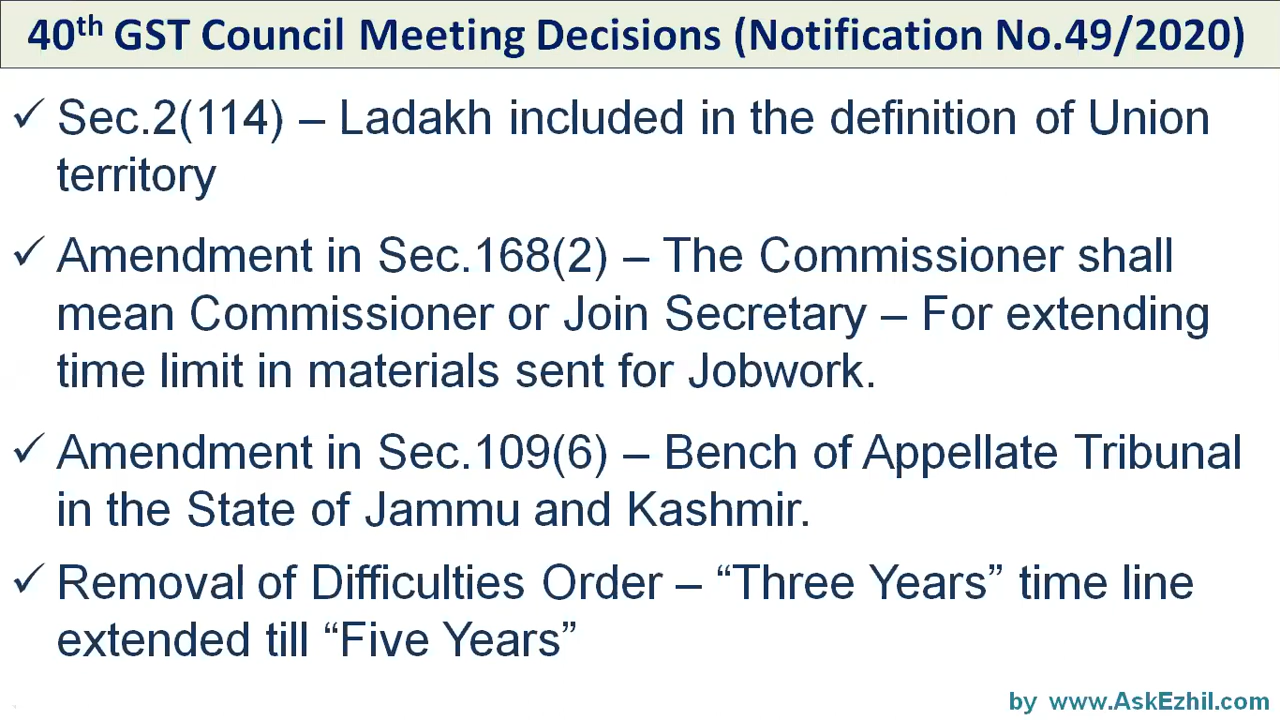 40th GST Council Meeting Decisions (Notification No.49/2020)
✓ Sec.2(114) – Ladakh included in the definition of Union
territory
✓ Amendment in Sec.168(2) – The Commissioner shall
mean Commissioner or Join Secretary – For extending
time limit in materials sent for Jobwork.
✓ Amendment in Sec.109(6) – Bench of Appellate Tribunal
in the State of Jammu and Kashmir.
✓ Removal of Difficulties Order – “Three Years” time line
extended till “Five Years”
by www.AskEzhil.com